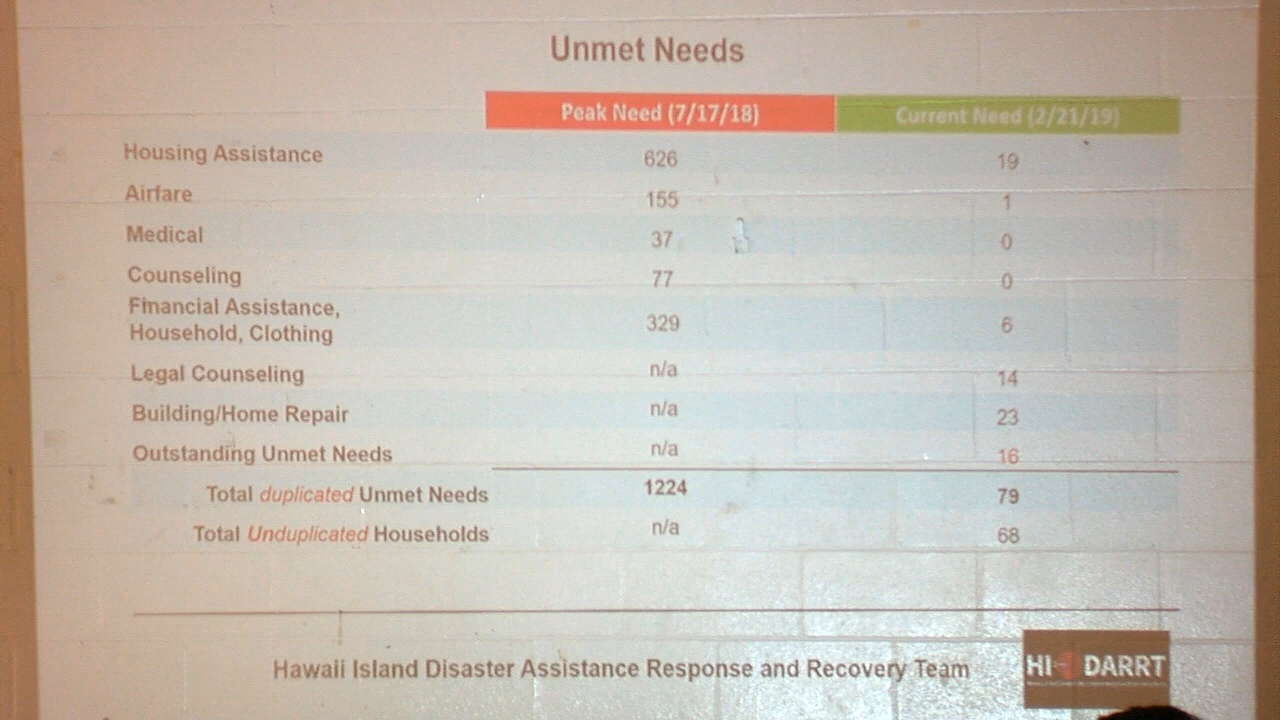 Unmet Needs
Peak Need (7/17/18) Current Need (2/21/19)
Housing Assistance 626 19
Airfare 155 1
Medical 37 0
Counseling 77 0
Financial Assistance,
Household, Clothing 329 6
Legal Counseling n/a 14
Building/Home Repair n/a 23
Outstanding Unmet Needs n/a 16
Total duplicated Unmet Needs 1224 79
Total Unduplicated Households n/a 68
Hawaii Island Disaster Assistance Response and Recovery Team
HI DARRT